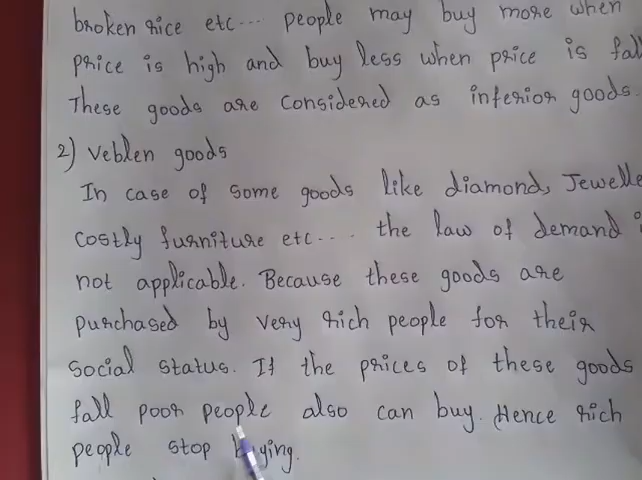 broken rice etc... people may buy more when
price is high and buy less when price is fall
These goods are considered as inferior goods.
2) Veblen goods
In case of some goods like diamond, Jewelle
costly furniture etc... the law of demand i
not applicable. Because these goods are
purchased by very rich people for their
social status. If the prices of these goods
fall poor people also can buy. Hence rich
people stop buying.